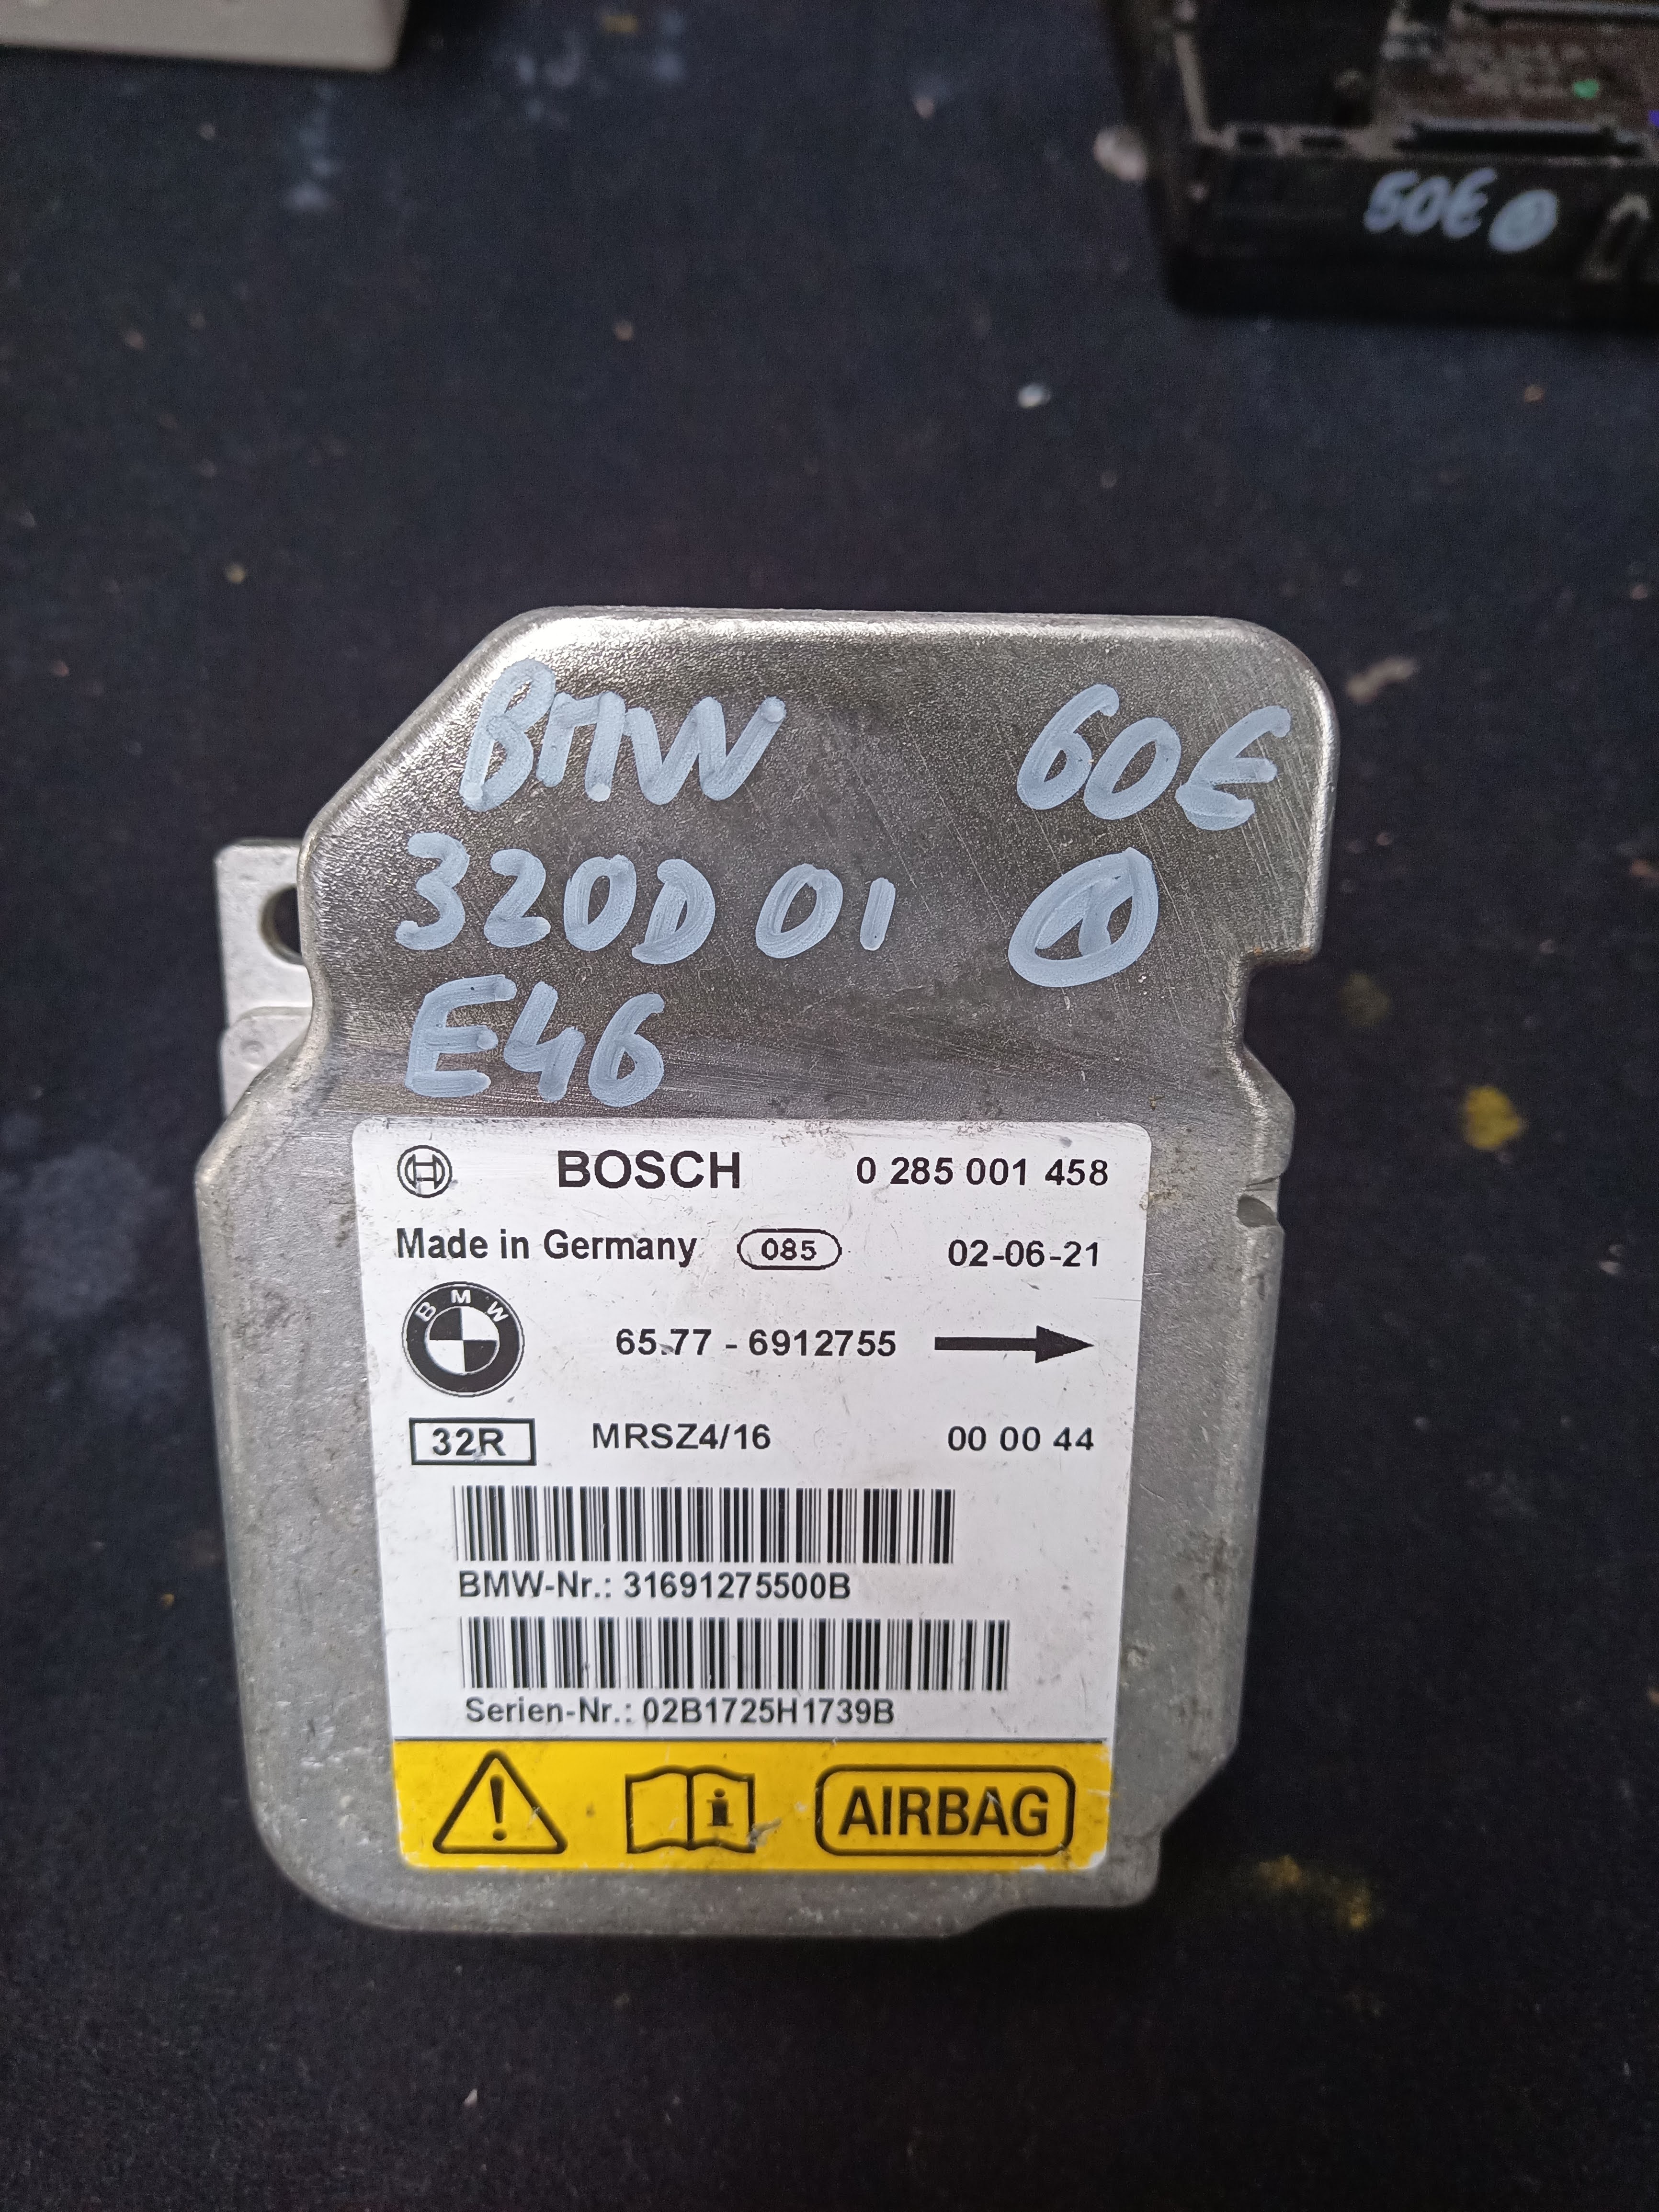 50€
BMW 60€
320D 01 A
E46
BOSCH 0 285 001 458
Made in Germany 085 02-06-21
BMW 65.77 - 6912755
32R MRSZ4/16 00 00 44
BMW-Nr.: 31691275500B
Serien-Nr.: 02B1725H1739B
i AIRBAG